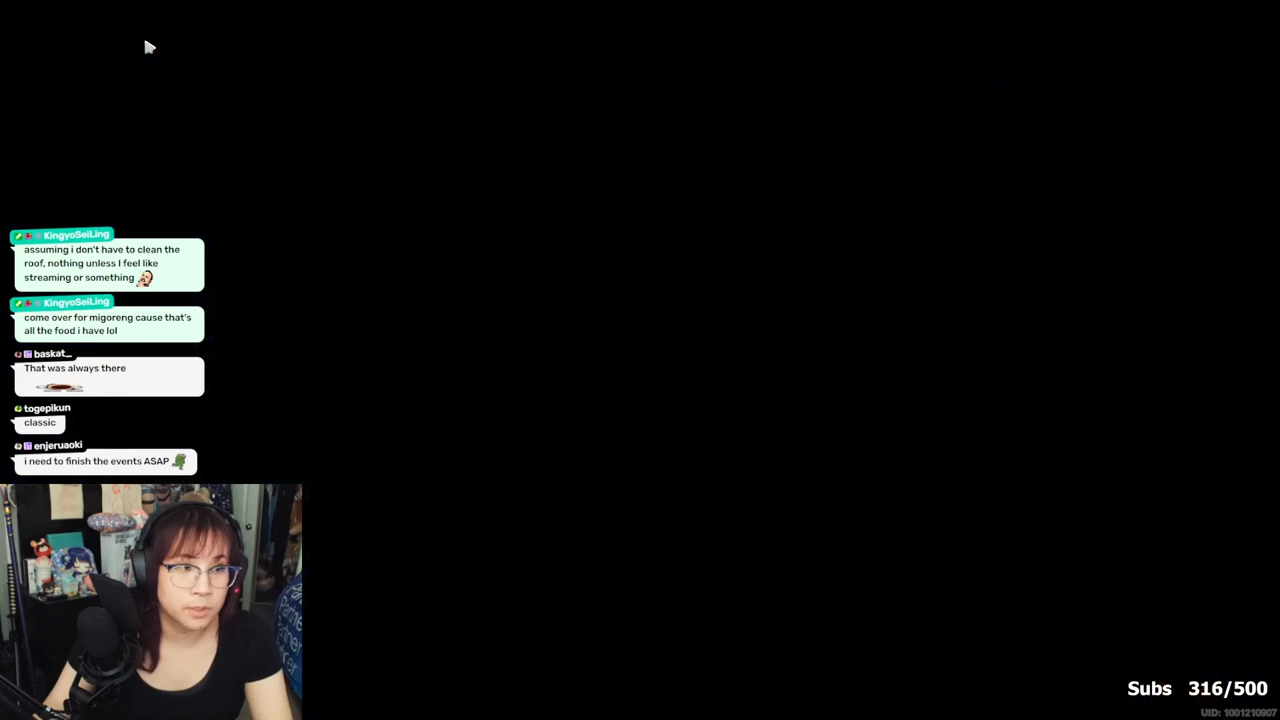 KingyoSeiLing
assuming i don't have to clean the
roof, nothing unless I feel like
streaming or something
KingyoSeiLing
come over for migoreng cause that's
all the food i have lol
baskat_
That was always there
togepikun
classic
enjeruaoki
i need to finish the events ASAP
Subs 316/500
UID: 1001210907